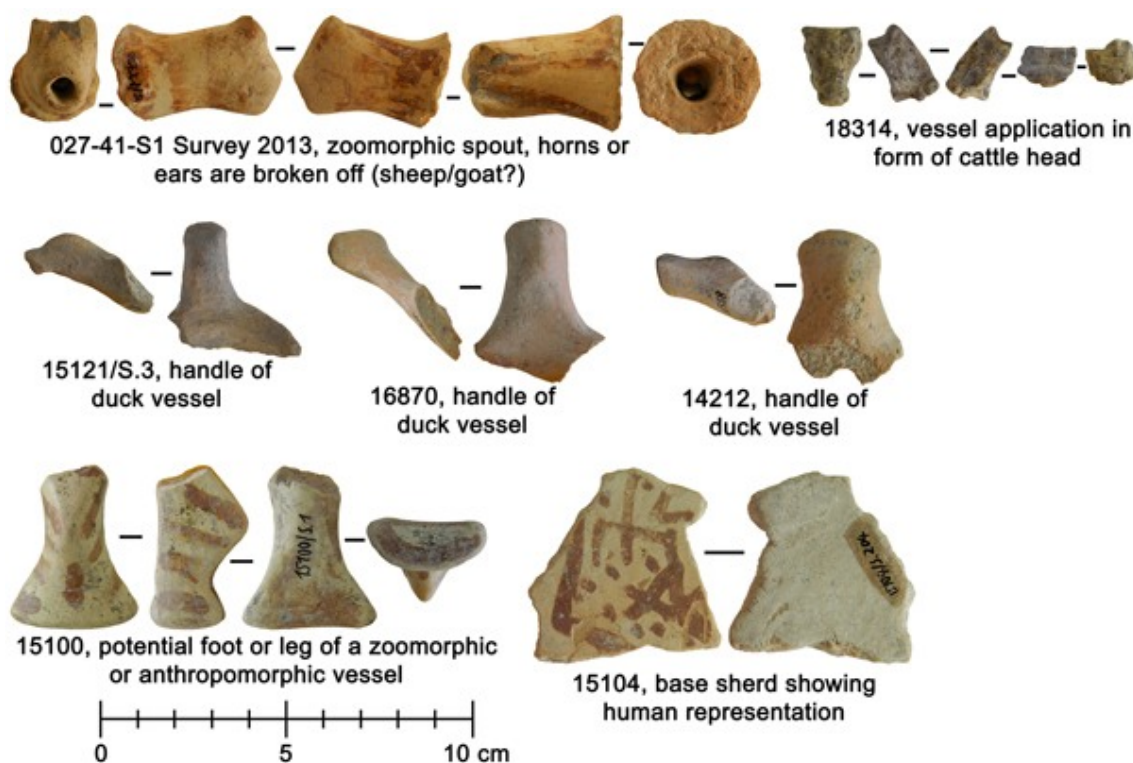 027-41-S1 Survey 2013, zoomorphic spout, horns or
ears are broken off (sheep/goat?)
18314, vessel application in
form of cattle head
15121/S.3, handle of
duck vessel
16870, handle of
duck vessel
14212, handle of
duck vessel
15100, potential foot or leg of a zoomorphic
or anthropomorphic vessel
15104, base sherd showing
human representation
0 5 10 cm